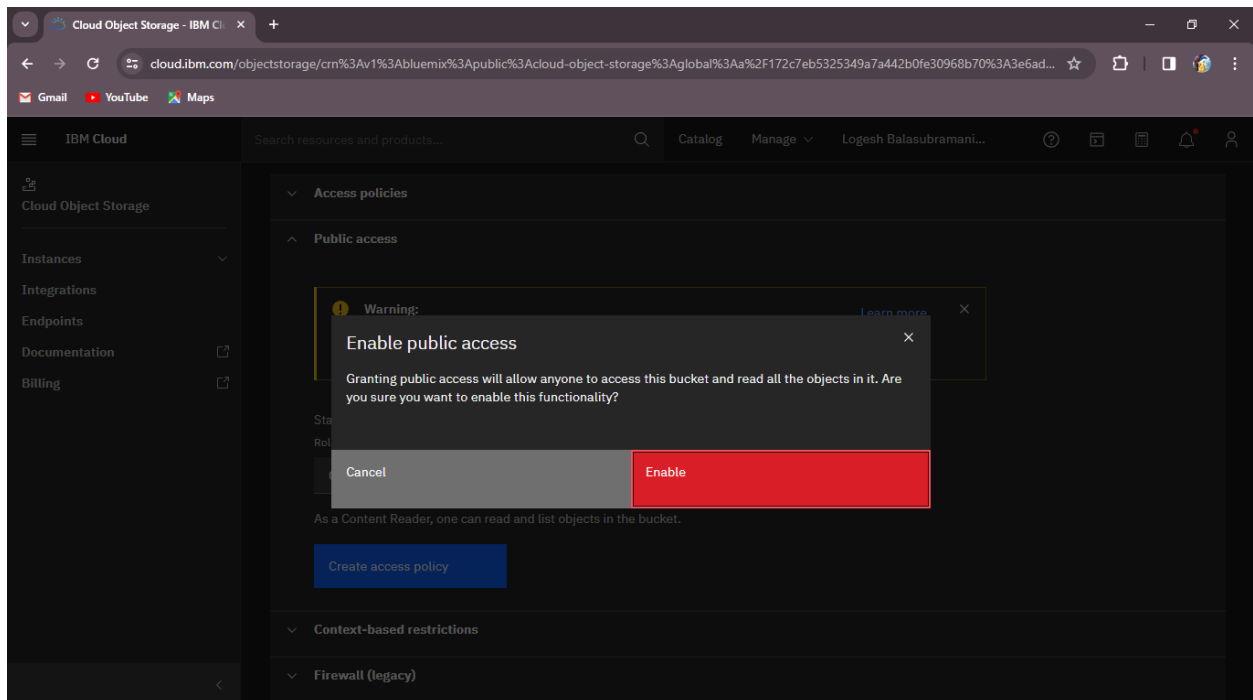 Cloud Object Storage - IBM Cl
cloud.ibm.com/objectstorage/crn%3Av1%3Abluemix%3Apublic%3Acloud-object-storage%3Aglobal%3Aa%2F172c7eb5325349a7a442b0fe30968b70%3A3e6ad...
Gmail YouTube Maps
IBM Cloud
Search resources and products...
Catalog Manage Logesh Balasubramani...
Cloud Object Storage
Instances
Integrations
Endpoints
Documentation
Billing
Access policies
Public access
Warning:
Learn more
Enable public access
Granting public access will allow anyone to access this bucket and read all the objects in it. Are
you sure you want to enable this functionality?
Sta
Rol
Cancel Enable
As a Content Reader, one can read and list objects in the bucket.
Create access policy
Context-based restrictions
Firewall (legacy)